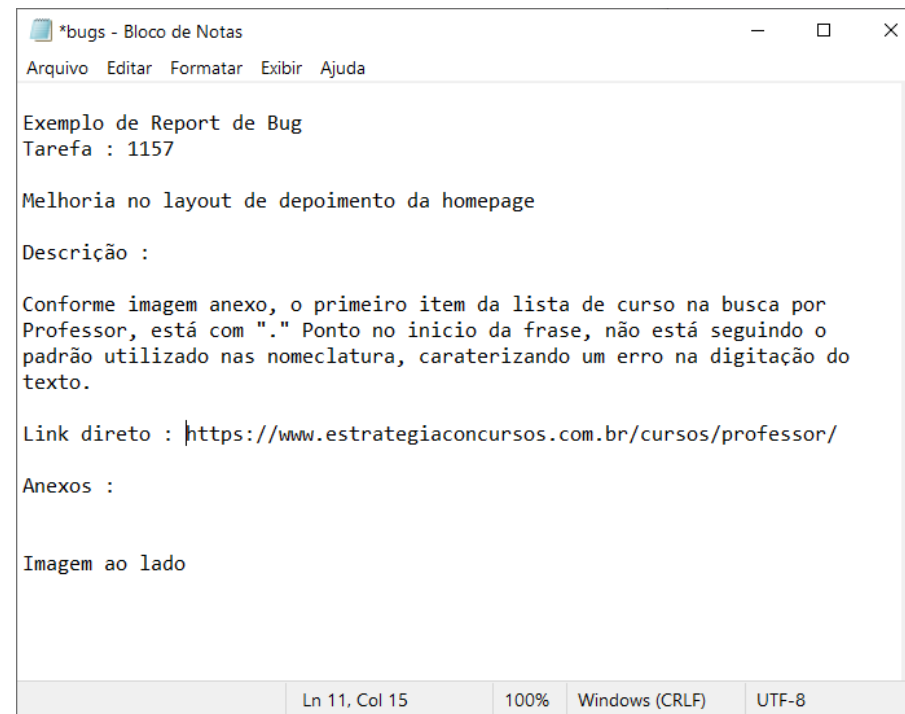 *bugs - Bloco de Notas
Arquivo Editar Formatar Exibir Ajuda
Exemplo de Report de Bug
Tarefa : 1157
Melhoria no layout de depoimento da homepage
Descrição :
Conforme imagem anexo, o primeiro item da lista de curso na busca por
Professor, está com "." Ponto no inicio da frase, não está seguindo o
padrão utilizado nas nomeclatura, caraterizando um erro na digitação do
texto.
Link direto : https://www.estrategiaconcursos.com.br/cursos/professor/
Anexos :
Imagem ao lado
Ln 11, Col 15 100% Windows (CRLF) UTF-8